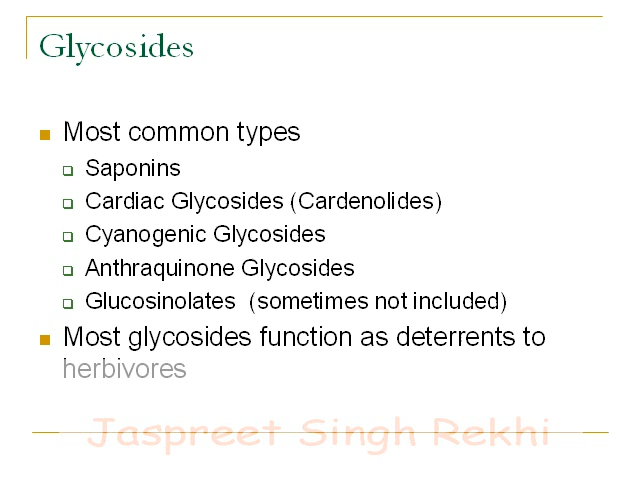 Glycosides
Most common types
Saponins
Cardiac Glycosides (Cardenolides)
Cyanogenic Glycosides
Anthraquinone Glycosides
Glucosinolates (sometimes not included)
Most glycosides function as deterrents to
herbivores
Jaspreet Singh Rekhi